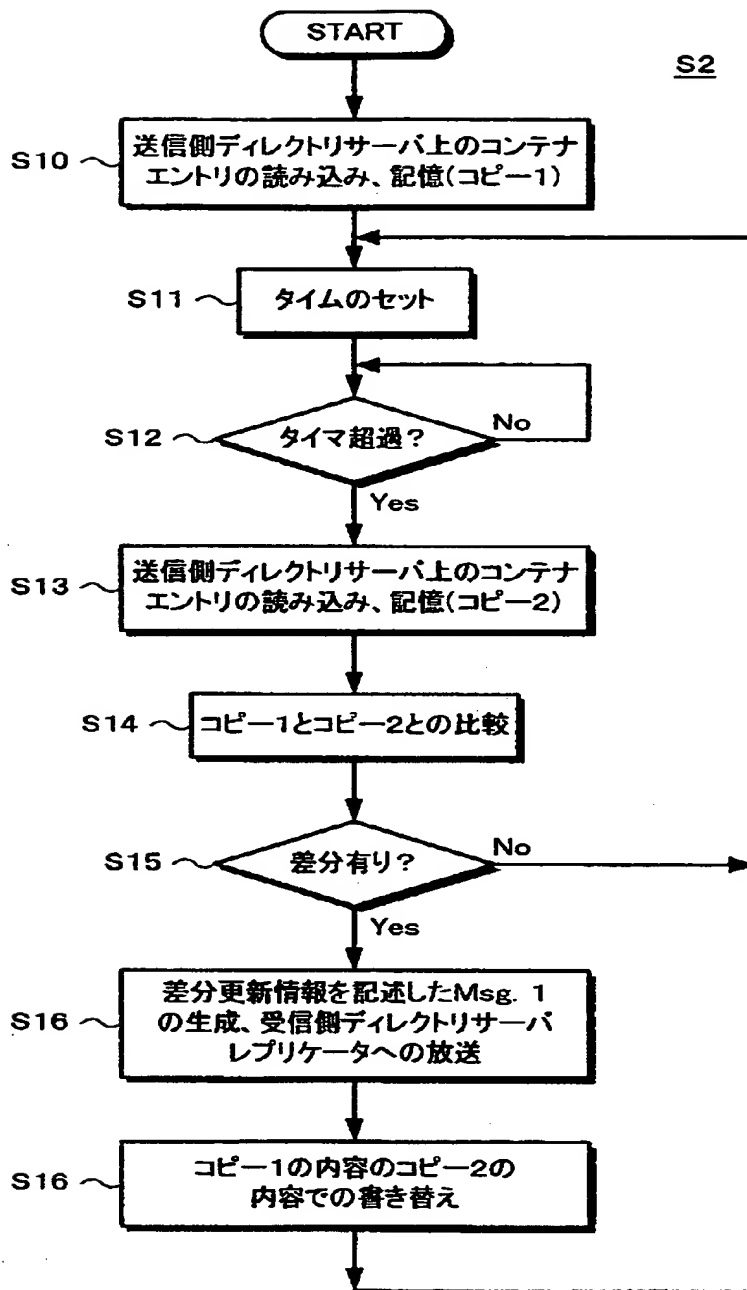 START
S2
S10
送信側ディレクトリサーバ上のコンテナ
エントリの読み込み、記憶(コピー1)
S11
タイムのセット
S12
タイマ超過?
No
Yes
S13
送信側ディレクトリサーバ上のコンテナ
エントリの読み込み、記憶(コピー2)
S14
コピー1とコピー2との比較
S15
差分有り?
No
Yes
S16
差分更新情報を記述したMsg. 1
の生成、受信側ディレクトリサーバ
レプリケータへの放送
S16
コピー1の内容のコピー2の
内容での書き替え